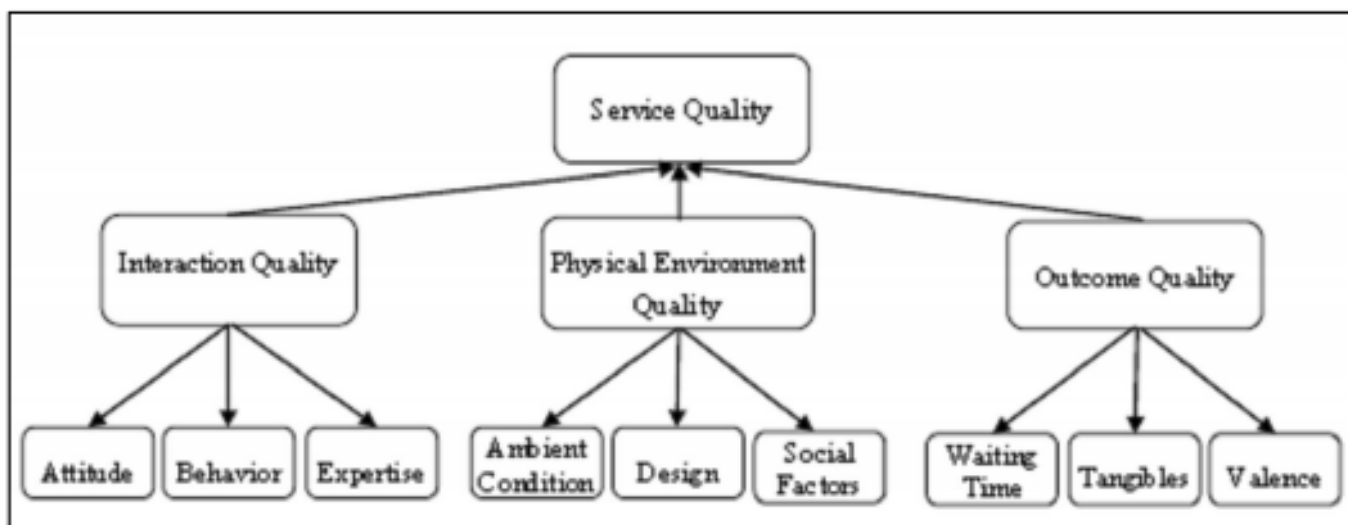 Service Quality
Interaction Quality
Physical Environment
Quality
Outcome Quality
Attitude
Behavior
Expertise
Ambient
Condition
Design
Social
Factors
Waiting
Time
Tangibles
Valence